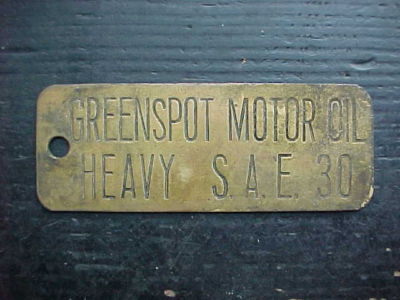 GREENSPOT MOTOR OIL
HEAVY S.A.E. 30